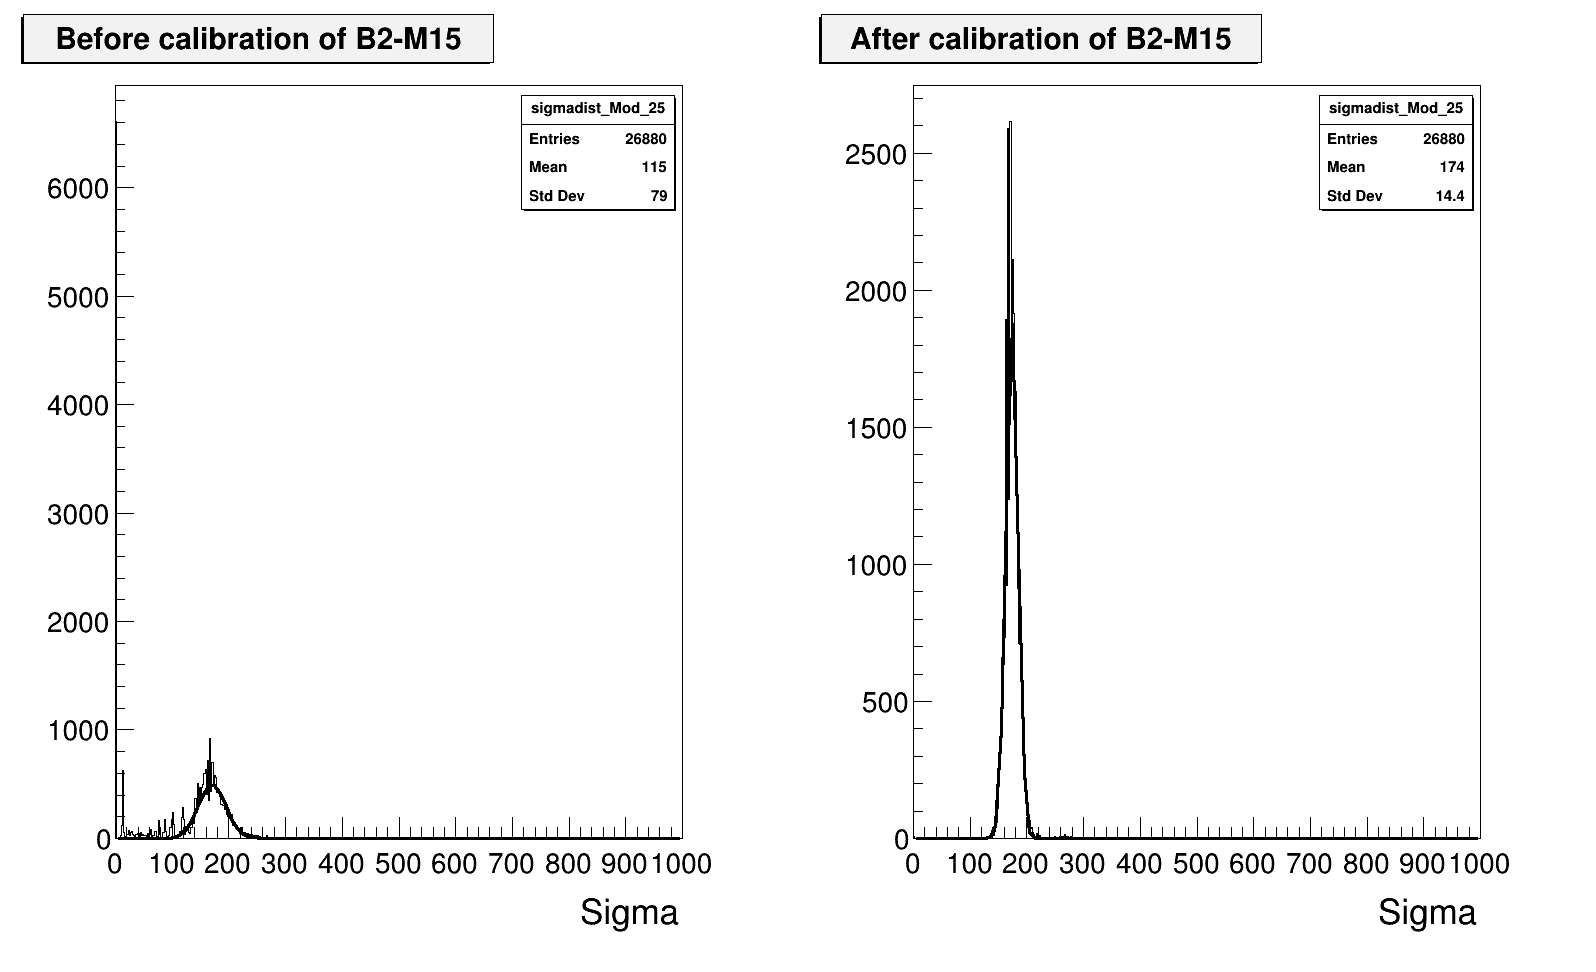 Before calibration of B2-M15
sigmadist_Mod_25
Entries 26880
Mean 115
Std Dev 79
6000
5000
4000
3000
2000
1000
0
0 100 200 300 400 500 600 700 800 900 1000
Sigma
After calibration of B2-M15
sigmadist_Mod_25
Entries 26880
Mean 174
Std Dev 14.4
2500
2000
1500
1000
500
0
0 100 200 300 400 500 600 700 800 900 1000
Sigma